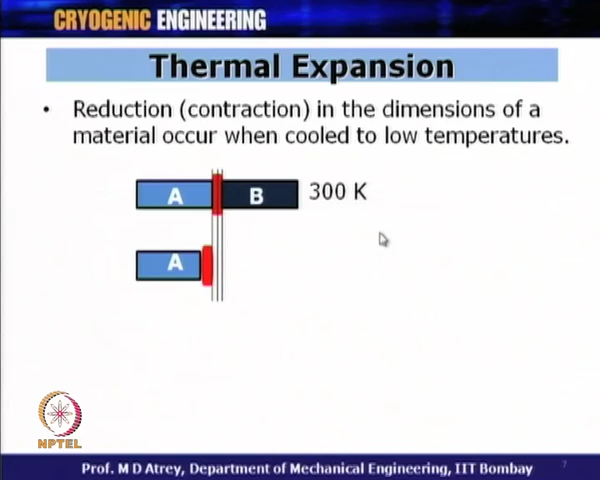 CRYOGENIC ENGINEERING
Thermal Expansion
• Reduction (contraction) in the dimensions of a
material occur when cooled to low temperatures.
A B 300 K
A
NPTEL
Prof. M D Atrey, Department of Mechanical Engineering, IIT Bombay 7